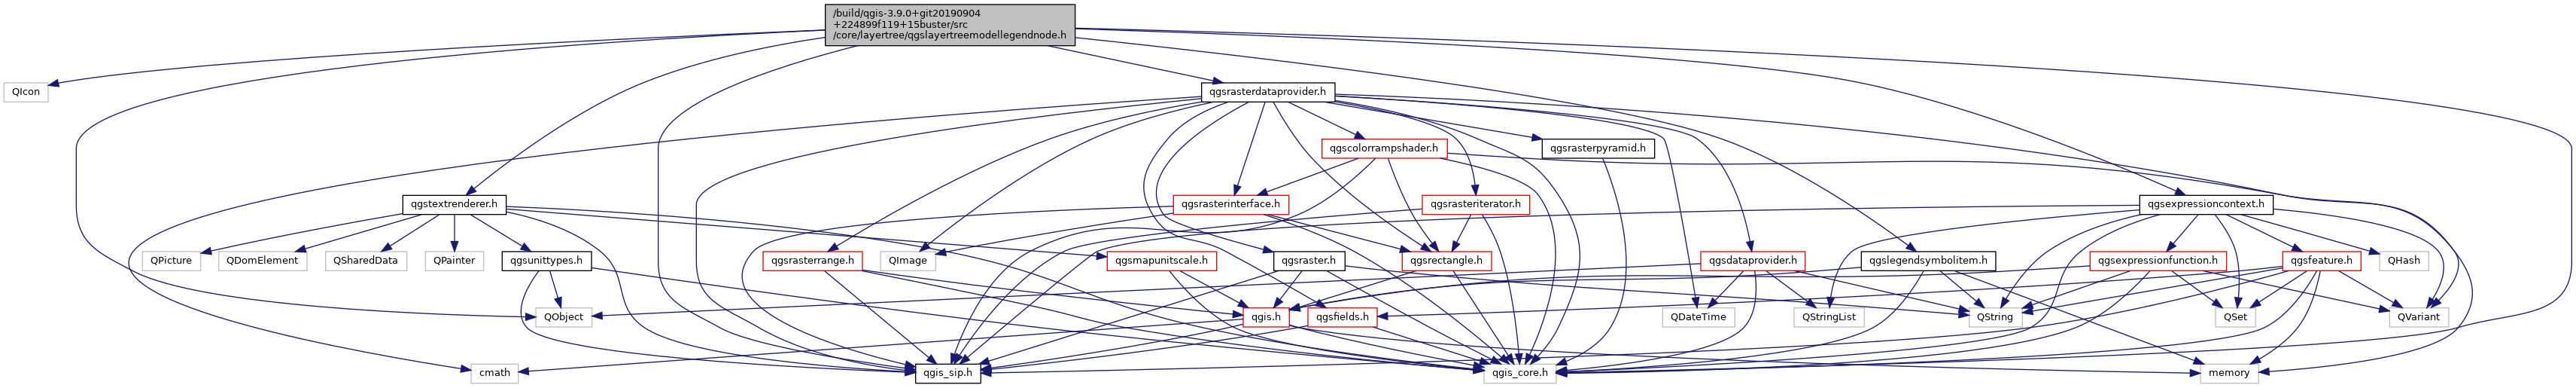 /build/qgis-3.9.0+git20190904
+224899f119+15buster/src
/core/layertree/qgslayertreemodellegendnode.h
QIcon
qgsrasterdataprovider.h
qgscolorrampshader.h
qgsrasterpyramid.h
qgstextrenderer.h
qgsrasterinterface.h
qgsrasteriterator.h
qgsexpressioncontext.h
QPicture
QDomElement
QSharedData
QPainter
qgsunittypes.h
qgsrasterrange.h
QImage
qgsmapunitscale.h
qgsraster.h
qgsrectangle.h
qgsdataprovider.h
qgslegendsymbolitem.h
qgsexpressionfunction.h
qgsfeature.h
QHash
QObject
qgis.h
qgsfields.h
QDateTime
QStringList
QString
QSet
QVariant
cmath
qgis_sip.h
qgis_core.h
memory